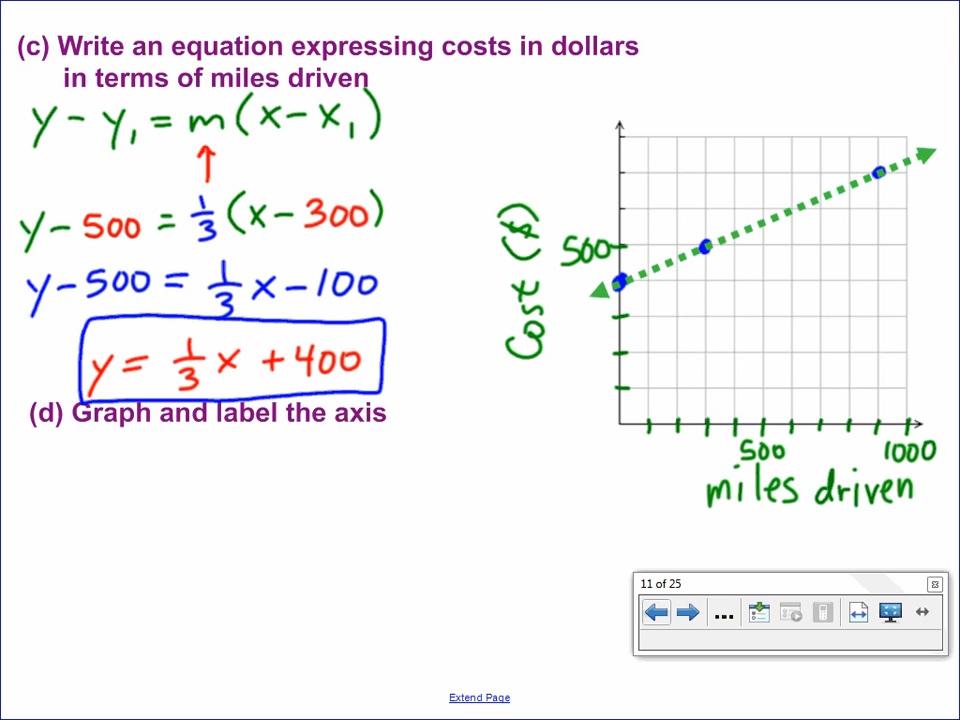 (c) Write an equation expressing costs in dollars
in terms of miles driven
y - y₁ = m(x - x₁)
y - 500 = 1/3 (x - 300)
y - 500 = 1/3 x - 100
y = 1/3 x + 400
(d) Graph and label the axis
Cost ($)
500
500
1000
miles driven
11 of 25
...
Extend Page